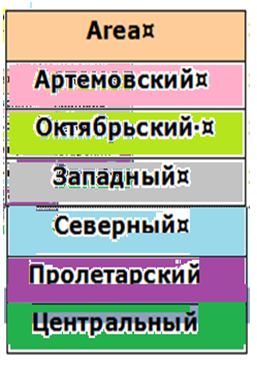 Area¤
Артемовский¤
Октябрьский·¤
Западный¤
Северный¤
Пролетарский
Центральный